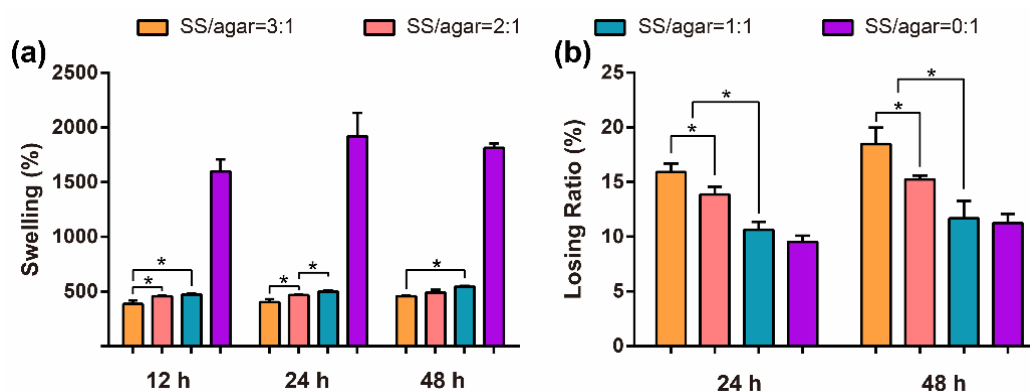 SS/agar=3:1 SS/agar=2:1 SS/agar=1:1 SS/agar=0:1
(a)
Swelling (%)
2500
2000
1500
1000
500
* * * * *
12 h 24 h 48 h
(b)
Losing Ratio (%)
25
20
15
10
5
0
* * * *
24 h 48 h